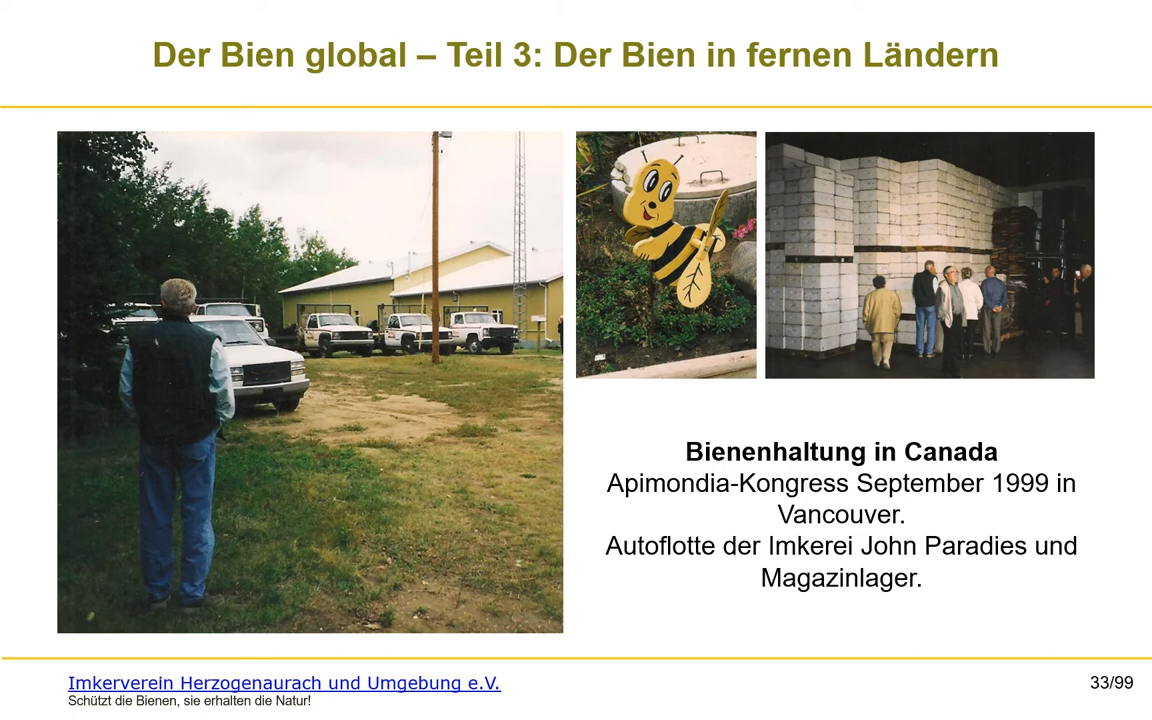 Der Bien global – Teil 3: Der Bien in fernen Ländern
Bienenhaltung in Canada
Apimondia-Kongress September 1999 in
Vancouver.
Autoflotte der Imkerei John Paradies und
Magazinlager.
Imkerverein Herzogenaurach und Umgebung e.V.
Schützt die Bienen, sie erhalten die Natur!
33/99